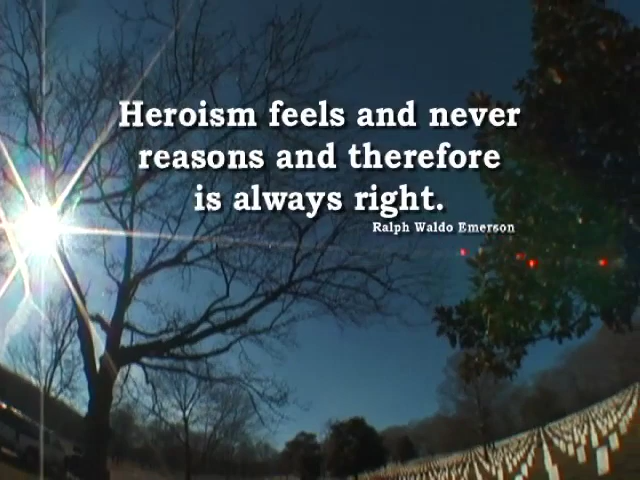 Heroism feels and never
reasons and therefore
is always right.
Ralph Waldo Emerson